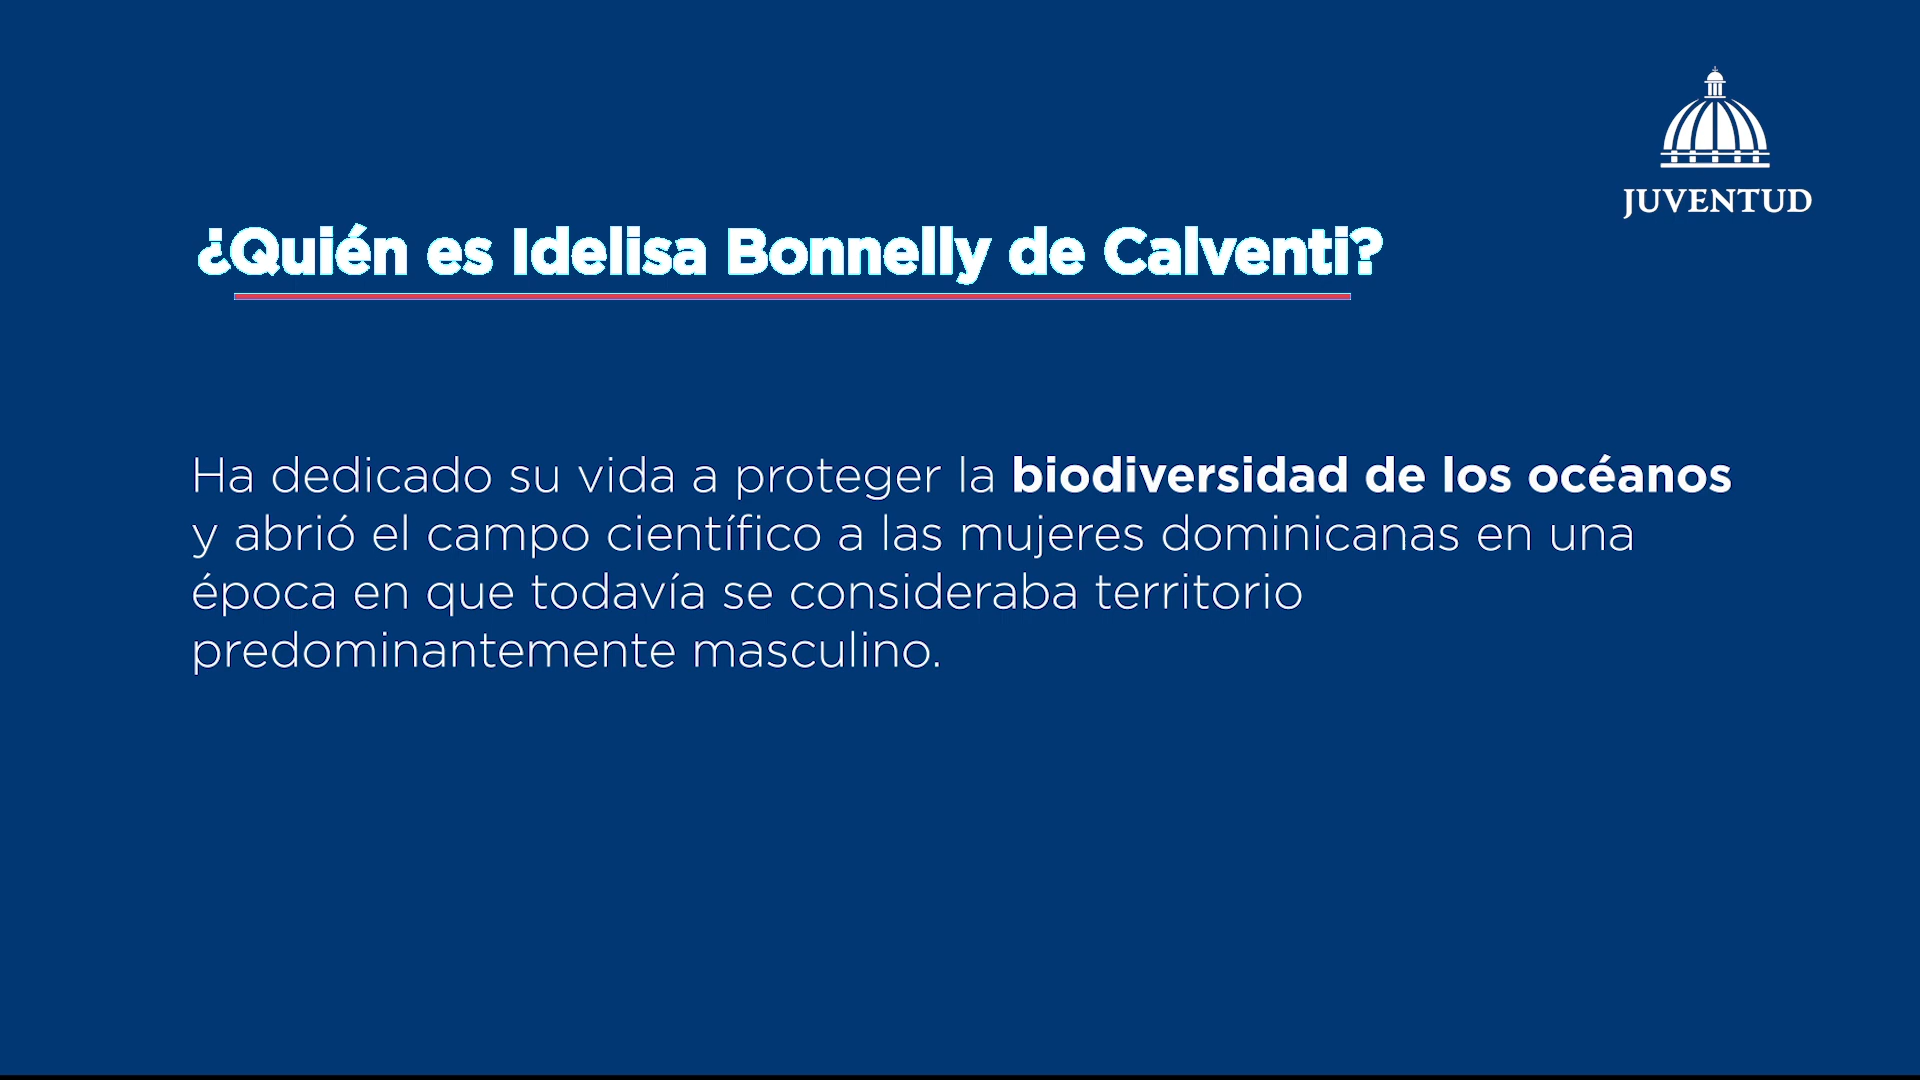 JUVENTUD
¿Quién es Idelisa Bonnelly de Calventi?
Ha dedicado su vida a proteger la biodiversidad de los océanos
y abrió el campo científico a las mujeres dominicanas en una
época en que todavía se consideraba territorio
predominantemente masculino.